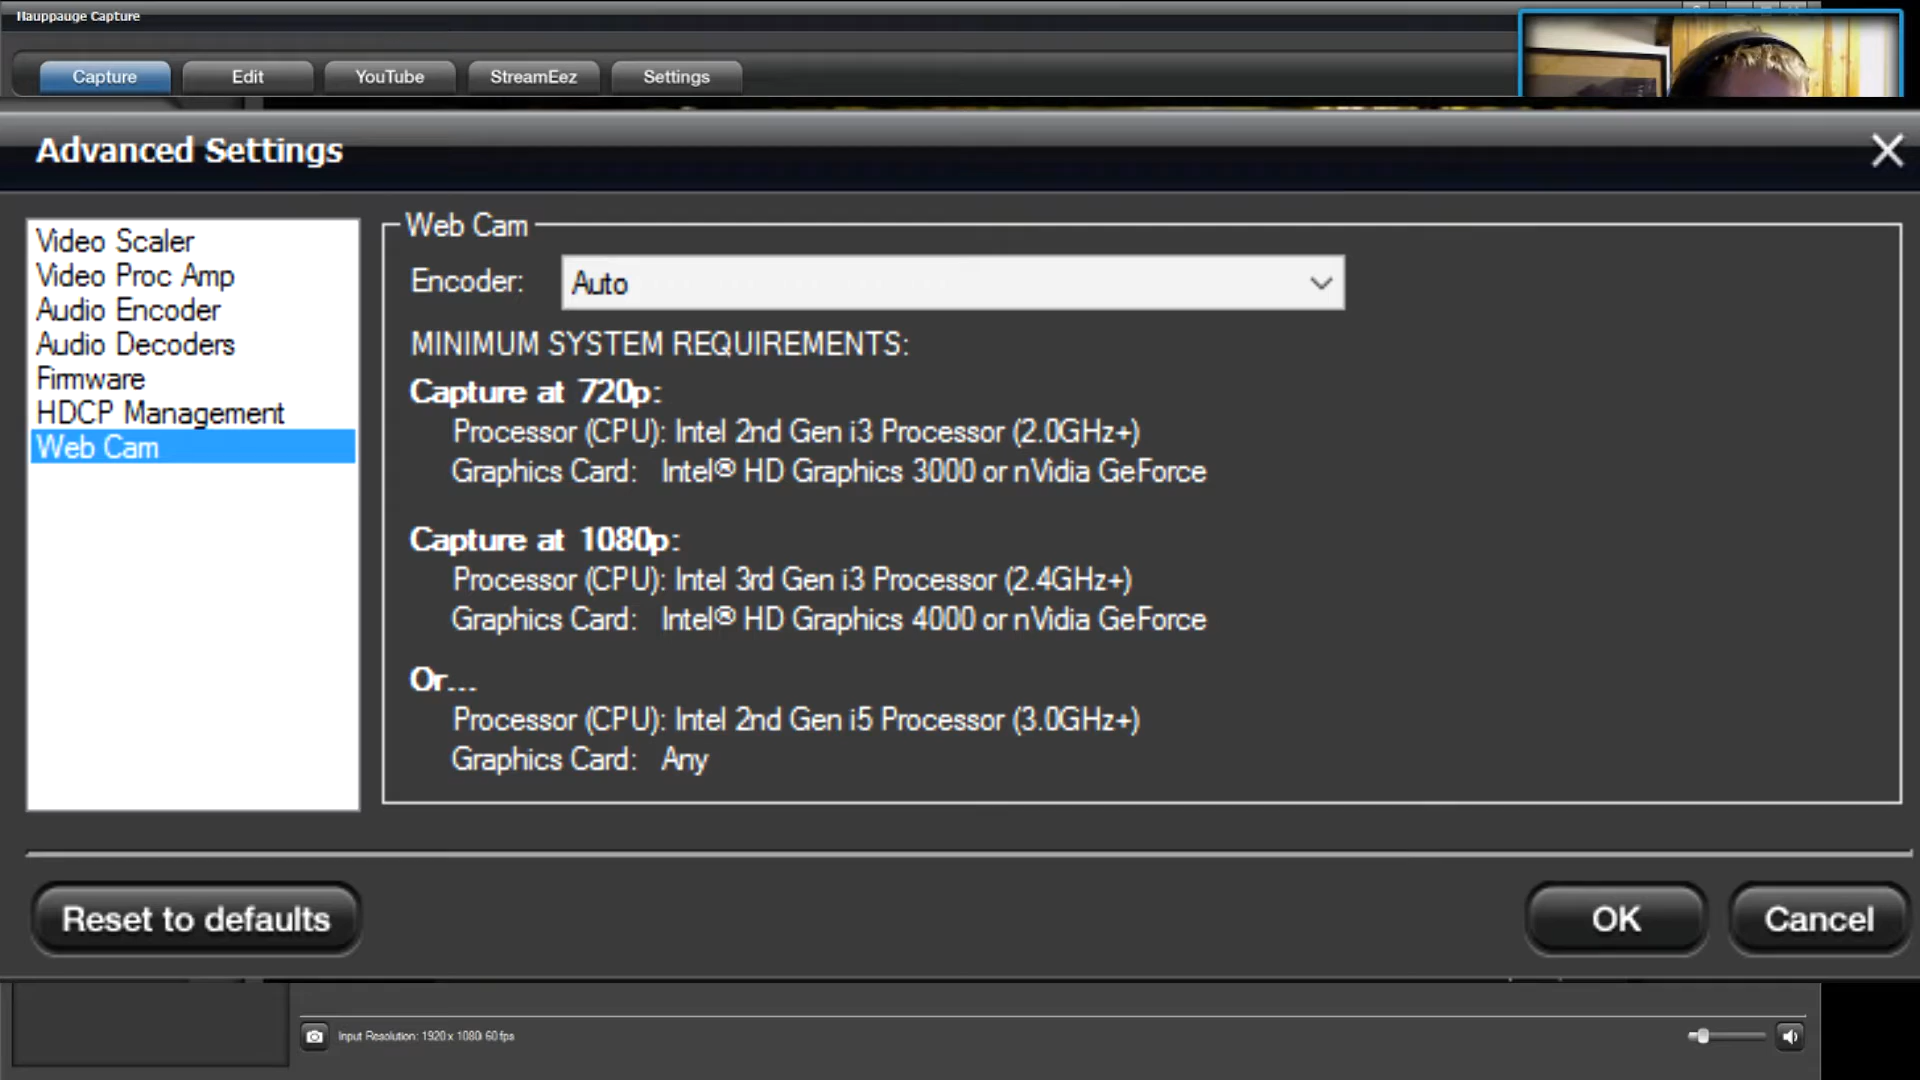 Hauppauge Capture
Capture
Edit
YouTube
StreamEez
Settings
Advanced Settings
Video Scaler
Video Proc Amp
Audio Encoder
Audio Decoders
Firmware
HDCP Management
Web Cam
Web Cam
Encoder: Auto
MINIMUM SYSTEM REQUIREMENTS:
Capture at 720p:
Processor (CPU): Intel 2nd Gen i3 Processor (2.0GHz+)
Graphics Card: Intel® HD Graphics 3000 or nVidia GeForce
Capture at 1080p:
Processor (CPU): Intel 3rd Gen i3 Processor (2.4GHz+)
Graphics Card: Intel® HD Graphics 4000 or nVidia GeForce
Or...
Processor (CPU): Intel 2nd Gen i5 Processor (3.0GHz+)
Graphics Card: Any
Reset to defaults
OK
Cancel
Input Resolution: 1920 x 1080i 60 fps